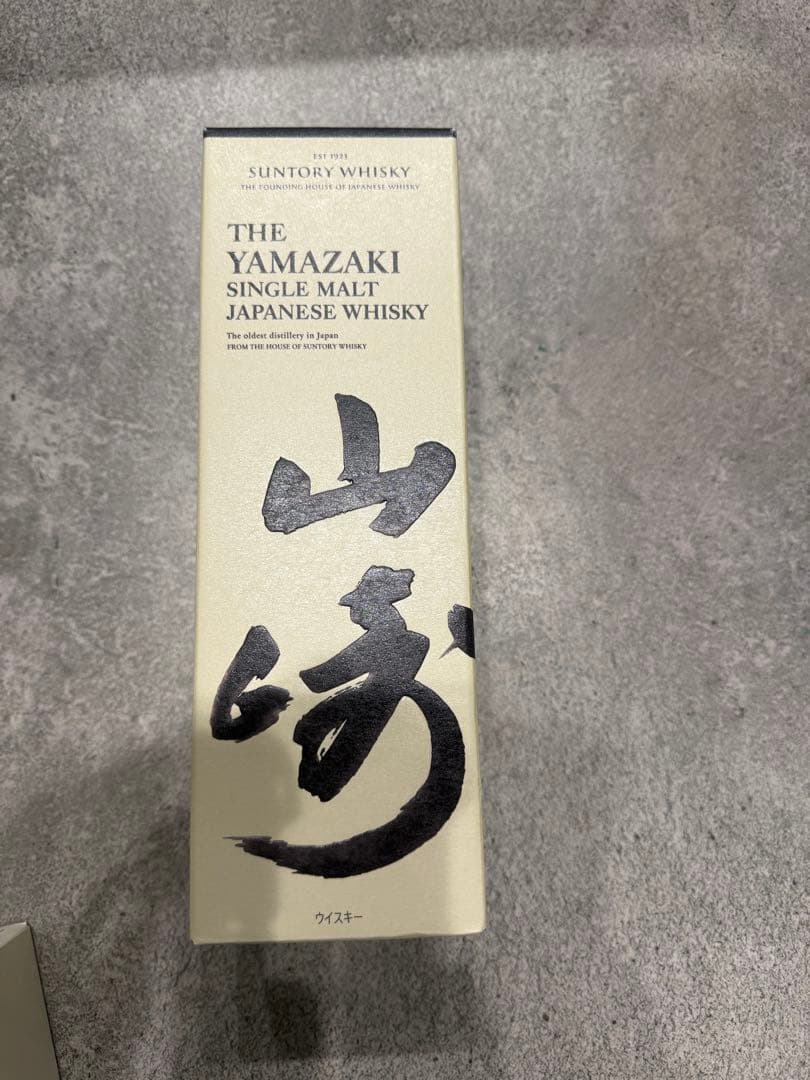 EST 1923
SUNTORY WHISKY
THE FOUNDING HOUSE OF JAPANESE WHISKY
THE
YAMAZAKI
SINGLE MALT
JAPANESE WHISKY
The oldest distillery in Japan
FROM THE HOUSE OF SUNTORY WHISKY
山
崎
ウイスキー